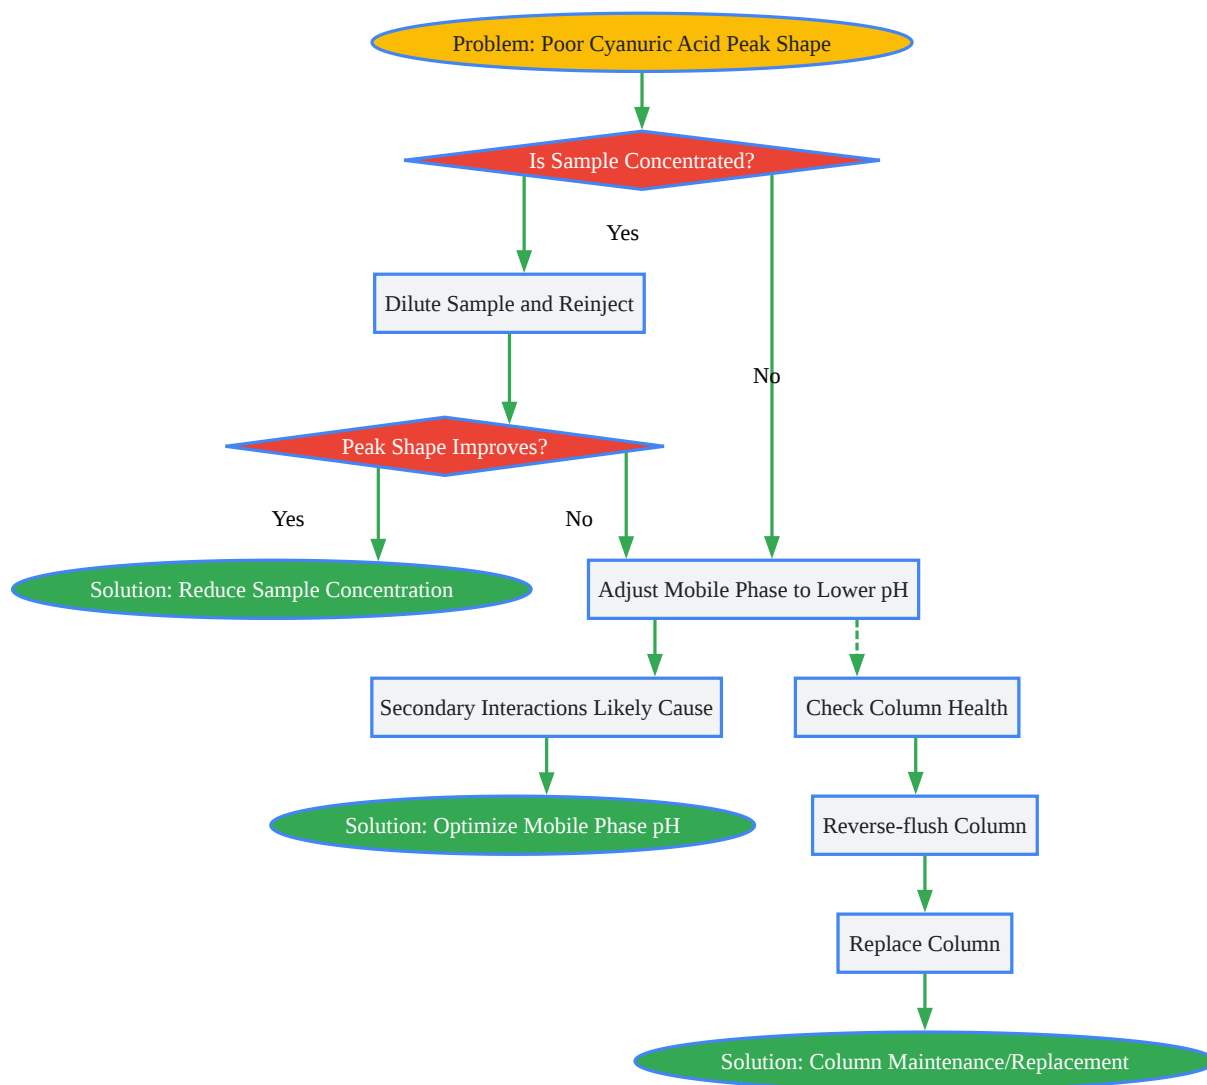 Problem: Poor Cyanuric Acid Peak Shape
Is Sample Concentrated?
Yes
Dilute Sample and Reinject
No
Peak Shape Improves?
Yes
No
Solution: Reduce Sample Concentration
Adjust Mobile Phase to Lower pH
Secondary Interactions Likely Cause
Check Column Health
Solution: Optimize Mobile Phase pH
Reverse-flush Column
Replace Column
Solution: Column Maintenance/Replacement